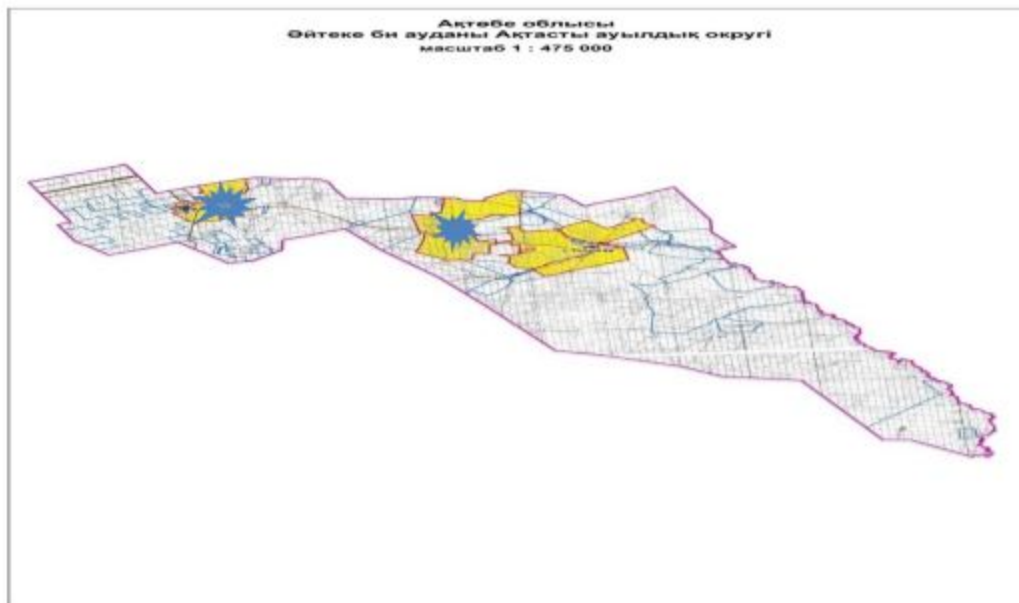 Ақтөбе облысы
Әйтеке би ауданы Ақтасты ауылдық округі
масштаб 1 : 475 000